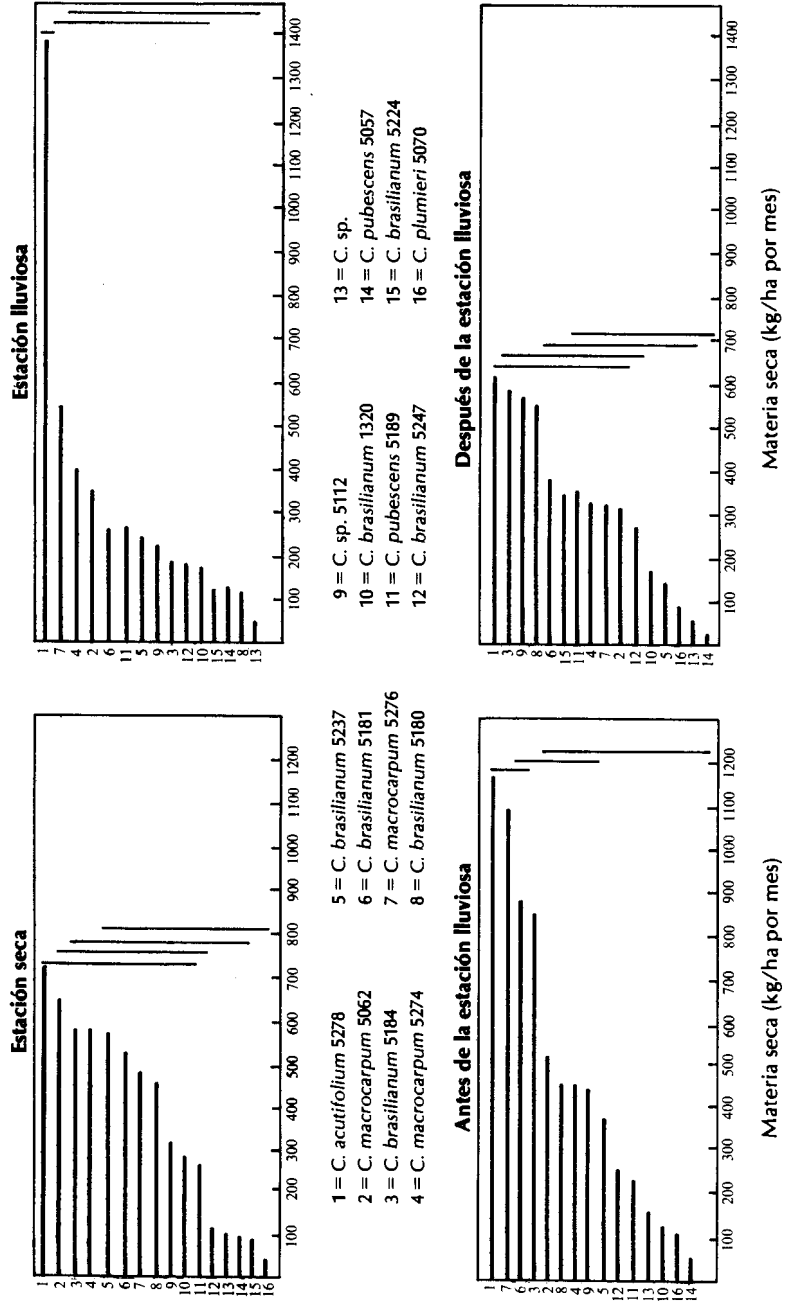 Estación seca
1
2
3
4
5
6
7
8
9
10
11
12
13
14
15
16
100 200 300 400 500 600 700 800 900 1000 1100 1200
Estación lluviosa
1
7
4
2
6
11
5
9
3
12
10
15
14
8
13
100 200 300 400 500 600 700 800 900 1000 1100 1200 1300 1400
1 = C. acutifolium 5278
2 = C. macrocarpum 5062
3 = C. brasilianum 5184
4 = C. macrocarpum 5274
5 = C. brasilianum 5237
6 = C. brasilianum 5181
7 = C. macrocarpum 5276
8 = C. brasilianum 5180
9 = C. sp. 5112
10 = C. brasilianum 1320
11 = C. pubescens 5189
12 = C. brasilianum 5247
13 = C. sp.
14 = C. pubescens 5057
15 = C. brasilianum 5224
16 = C. plumieri 5070
Antes de la estación lluviosa
1
7
6
3
2
8
4
9
5
12
11
13
10
16
14
100 200 300 400 500 600 700 800 900 1000 1100 1200
Materia seca (kg/ha por mes)
Después de la estación lluviosa
1
3
9
8
6
15
11
4
7
2
12
10
5
16
13
14
100 200 300 400 500 600 700 800 900 1000 1100 1200 1300 1400
Materia seca (kg/ha por mes)